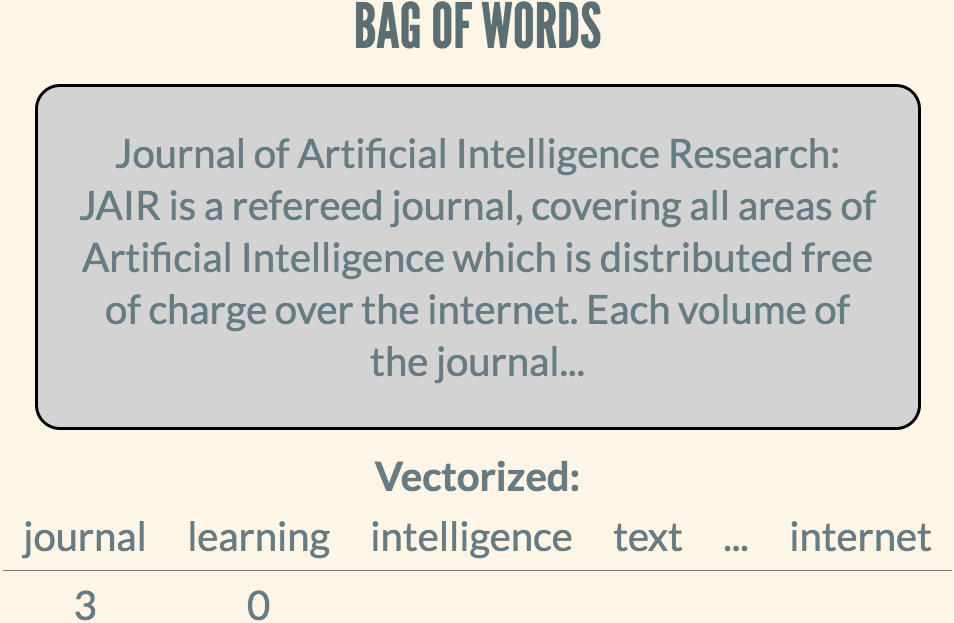 BAG OF WORDS
Journal of Artificial Intelligence Research:
JAIR is a refereed journal, covering all areas of
Artificial Intelligence which is distributed free
of charge over the internet. Each volume of
the journal...
Vectorized:
journal learning intelligence text ... internet
3 0